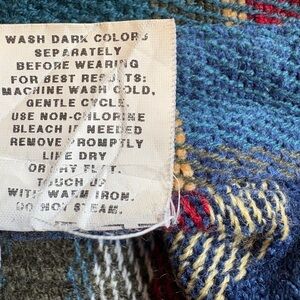 WASH DARK COLORS
SEPARATELY
BEFORE WEARING
FOR BEST RESULTS:
MACHINE WASH COLD,
GENTLE CYCLE,
USE NON-CHLORINE
BLEACH IF NEEDED
REMOVE PROMPTLY
LINE DRY
OR DRY FLAT.
TOUCH UP
WITH WARM IRON.
DO NOT STEAM.